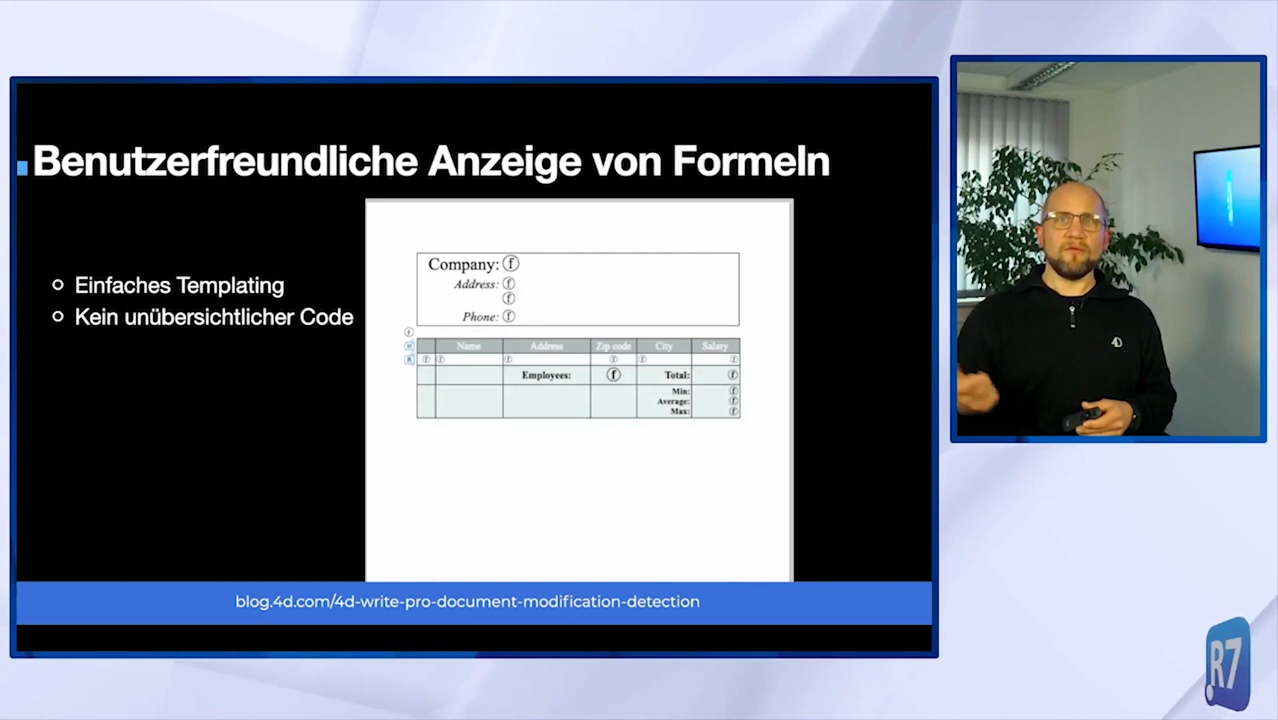 Benutzerfreundliche Anzeige von Formeln
Einfaches Templating
Kein unübersichtlicher Code
Company: f
Address: f
f
Phone: f
f
H Name Address Zip code City Salary
R f f f f f f
Employees: f Total: f
Min: f
Average: f
Max: f
blog.4d.com/4d-write-pro-document-modification-detection
4D
R7